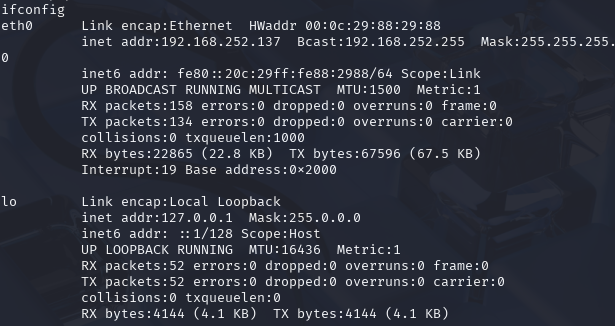 ifconfig
eth0      Link encap:Ethernet  HWaddr 00:0c:29:88:29:88
          inet addr:192.168.252.137  Bcast:192.168.252.255  Mask:255.255.255.
0
          inet6 addr: fe80::20c:29ff:fe88:2988/64 Scope:Link
          UP BROADCAST RUNNING MULTICAST  MTU:1500  Metric:1
          RX packets:158 errors:0 dropped:0 overruns:0 frame:0
          TX packets:134 errors:0 dropped:0 overruns:0 carrier:0
          collisions:0 txqueuelen:1000
          RX bytes:22865 (22.8 KB)  TX bytes:67596 (67.5 KB)
          Interrupt:19 Base address:0×2000
lo        Link encap:Local Loopback
          inet addr:127.0.0.1  Mask:255.0.0.0
          inet6 addr: ::1/128 Scope:Host
          UP LOOPBACK RUNNING  MTU:16436  Metric:1
          RX packets:52 errors:0 dropped:0 overruns:0 frame:0
          TX packets:52 errors:0 dropped:0 overruns:0 carrier:0
          collisions:0 txqueuelen:0
          RX bytes:4144 (4.1 KB)  TX bytes:4144 (4.1 KB)